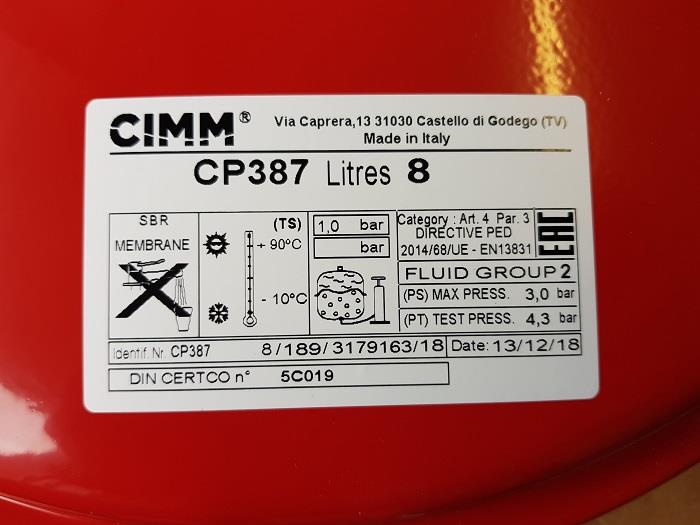 CIMM®
Via Caprera,13 31030 Castello di Godego (TV)
Made in Italy
CP387 Litres 8
SBR
MEMBRANE
(TS)
+ 90ºC
- 10ºC
1,0 bar
bar
Category : Art. 4 Par. 3
DIRECTIVE PED
2014/68/UE - EN13831
EAC
FLUID GROUP 2
(PS) MAX PRESS. 3,0 bar
(PT) TEST PRESS. 4,3 bar
Identif. Nr. CP387 8/189/3179163/18 Date: 13/12/18
DIN CERTCO n° 5C019